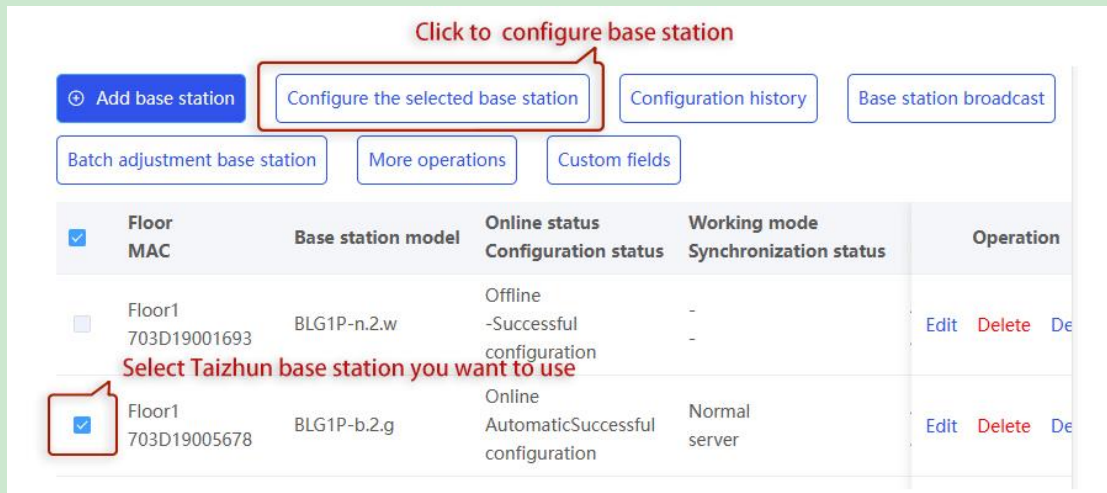 Click to configure base station
Add base station
Configure the selected base station
Configuration history
Base station broadcast
Batch adjustment base station
More operations
Custom fields
Floor
MAC
Base station model
Online status
Configuration status
Working mode
Synchronization status
Operation
Floor1
703D19001693
BLG1P-n.2.w
Offline
-Successful
configuration
-
-
Edit Delete De
Select Taizhun base station you want to use
Floor1
703D19005678
BLG1P-b.2.g
Online
AutomaticSuccessful
configuration
Normal
server
Edit Delete De